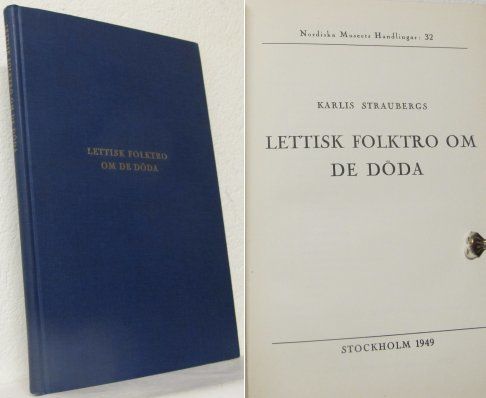 LETTISK FOLKTRO
OM DE DÖDA
Nordiska Museets Handlingar: 32
KARLIS STRAUBERGS
LETTISK FOLKTRO OM
DE DÖDA
STOCKHOLM 1949